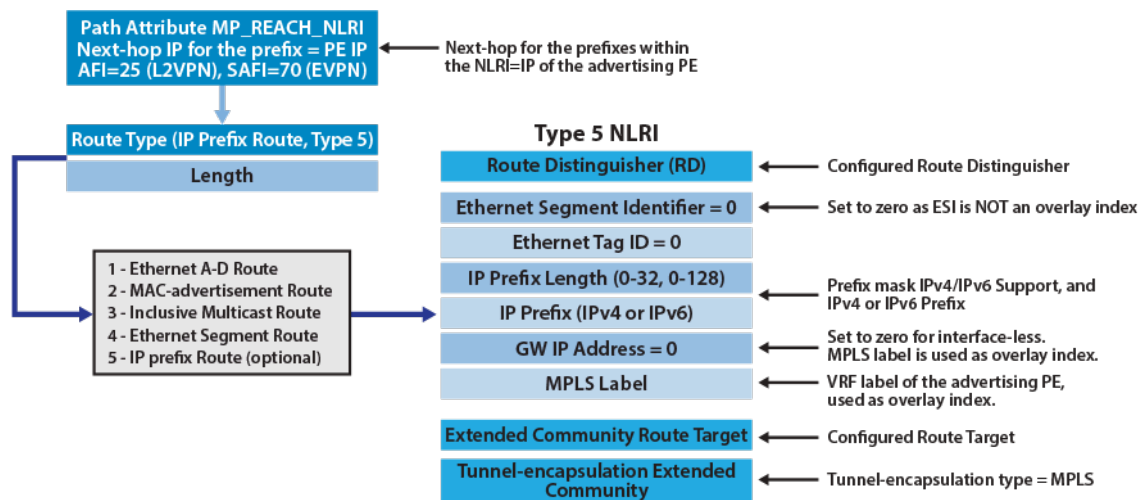 Path Attribute MP_REACH_NLRI
Next-hop IP for the prefix = PE IP
AFI=25 (L2VPN), SAFI=70 (EVPN)
Next-hop for the prefixes within
the NLRI=IP of the advertising PE
Route Type (IP Prefix Route, Type 5)
Length
1 - Ethernet A-D Route
2 - MAC-advertisement Route
3 - Inclusive Multicast Route
4 - Ethernet Segment Route
5 - IP prefix Route (optional)
Type 5 NLRI
Route Distinguisher (RD)
Configured Route Distinguisher
Ethernet Segment Identifier = 0
Set to zero as ESI is NOT an overlay index
Ethernet Tag ID = 0
IP Prefix Length (0-32, 0-128)
IP Prefix (IPv4 or IPv6)
Prefix mask IPv4/IPv6 Support, and
IPv4 or IPv6 Prefix
GW IP Address = 0
Set to zero for interface-less.
MPLS label is used as overlay index.
MPLS Label
VRF label of the advertising PE,
used as overlay index.
Extended Community Route Target
Configured Route Target
Tunnel-encapsulation Extended
Community
Tunnel-encapsulation type = MPLS